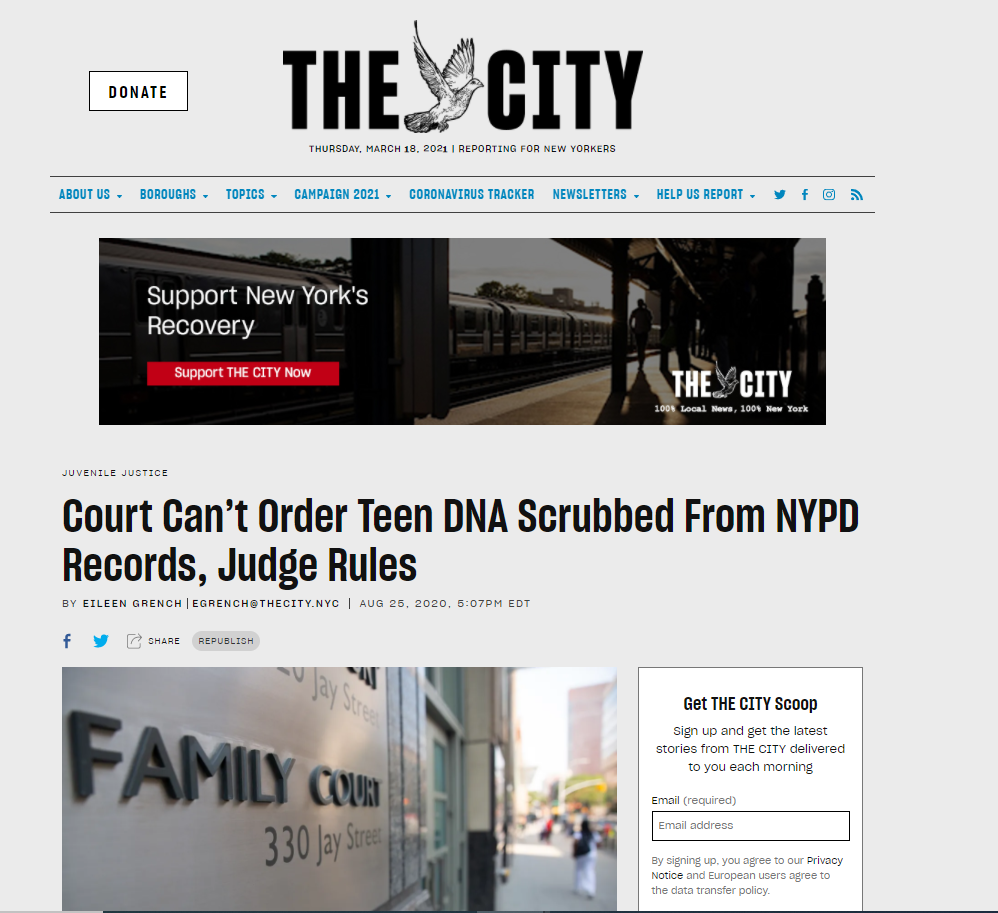 DONATE
THE CITY
THURSDAY, MARCH 18, 2021 | REPORTING FOR NEW YORKERS
ABOUT US BOROUGHS TOPICS CAMPAIGN 2021 CORONAVIRUS TRACKER NEWSLETTERS HELP US REPORT
Support New York's
Recovery
Support THE CITY Now
THE CITY
100% Local News, 100% New York
JUVENILE JUSTICE
Court Can’t Order Teen DNA Scrubbed From NYPD
Records, Judge Rules
BY EILEEN GRENCH | EGRENCH@THECITY.NYC | AUG 25, 2020, 5:07PM EDT
SHARE REPUBLISH
Jay Street
FAMILY COURT
330 Jay Street
Get THE CITY Scoop
Sign up and get the latest
stories from THE CITY delivered
to you each morning
Email (required)
Email address
By signing up, you agree to our Privacy
Notice and European users agree to
the data transfer policy.